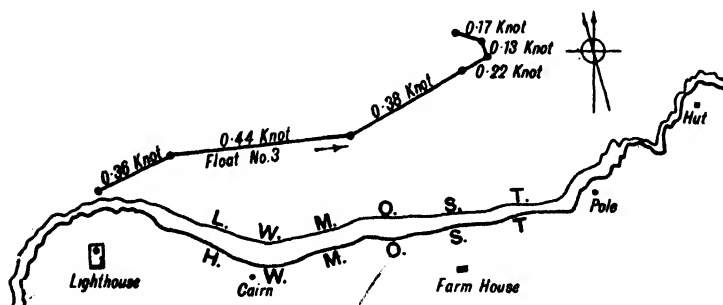 0·17 Knot
0·13 Knot
0·22 Knot
0·38 Knot
0·44 Knot
0·36 Knot
Float No. 3
Hut
Pole
L. W. M. O. S. T.
H. W. M. O. S. T
Lighthouse
Cairn
Farm House